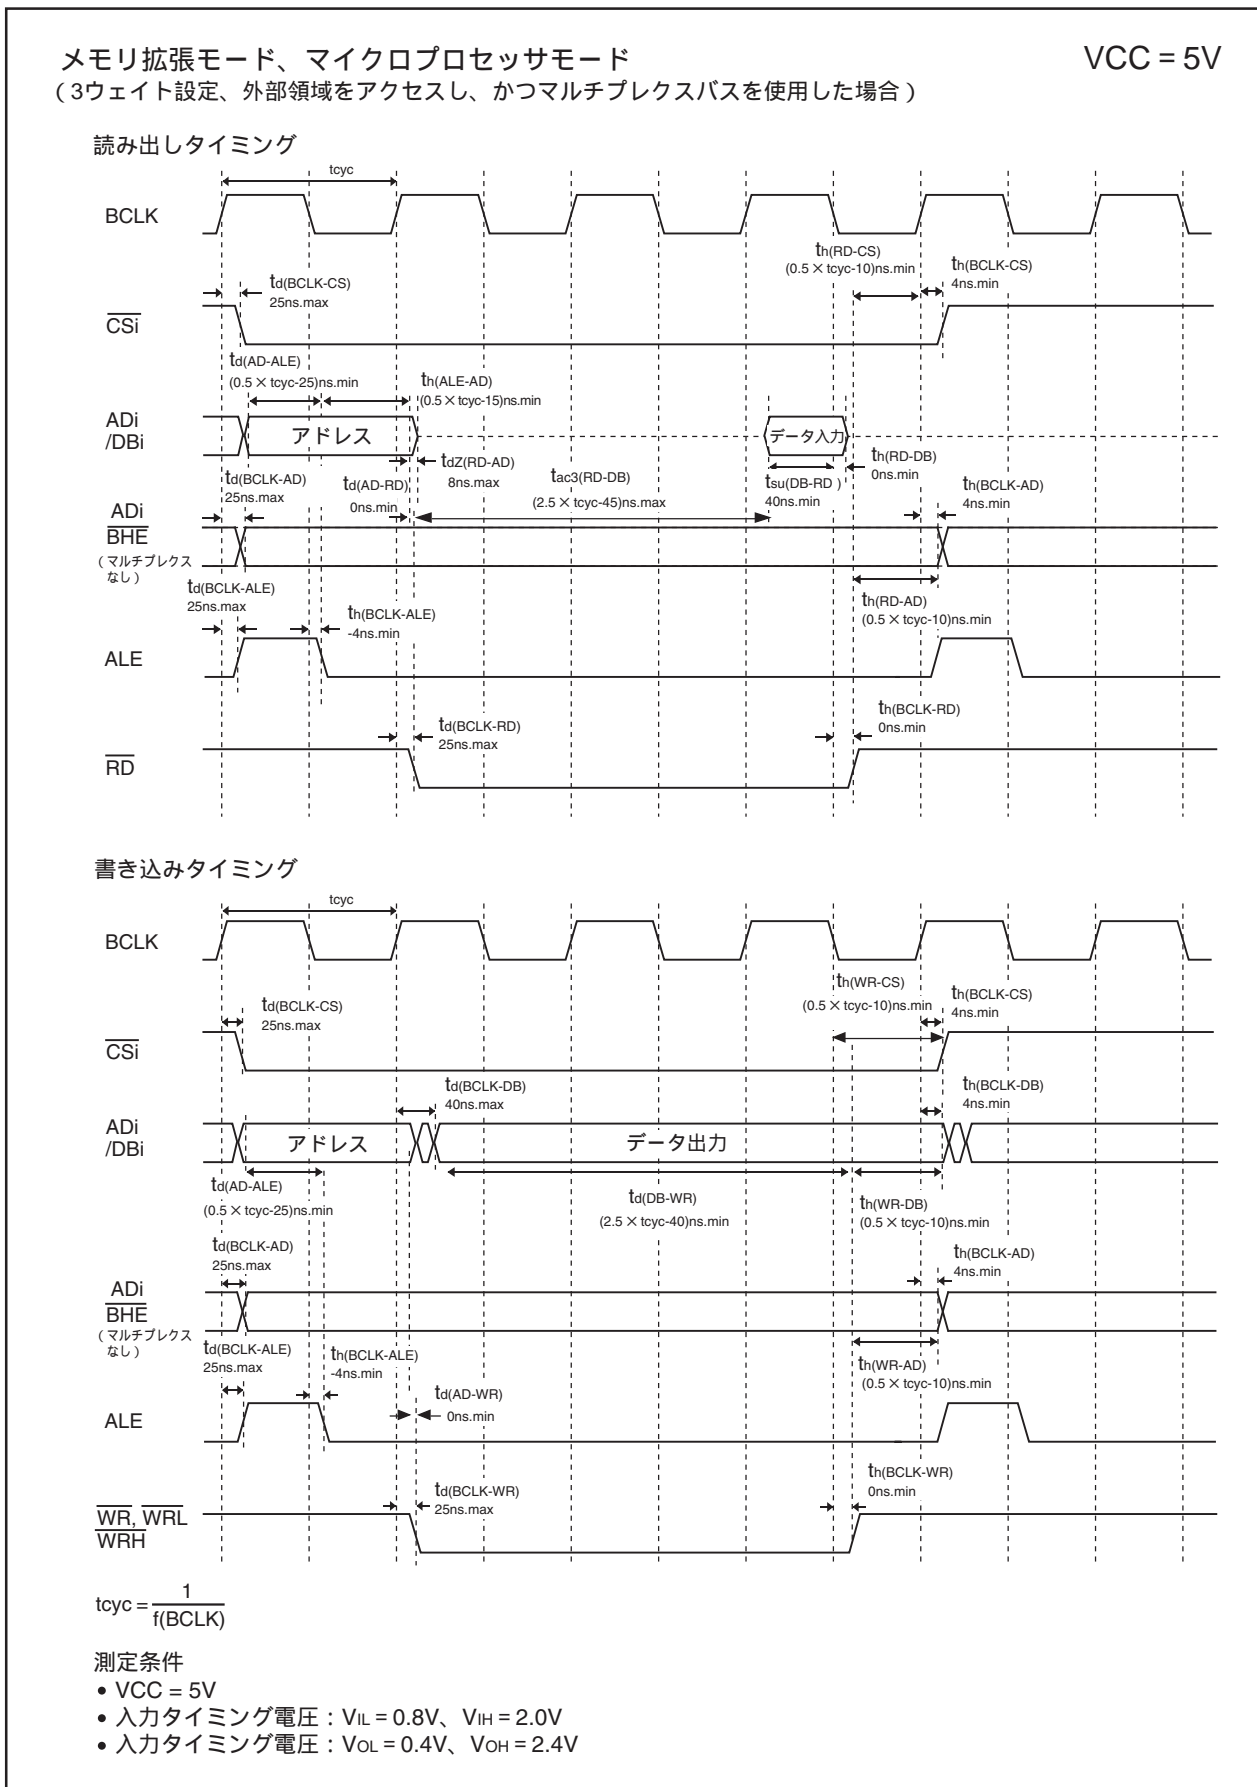 メモリ拡張モード、マイクロプロセッサモード
VCC = 5V
(3ウェイト設定、外部領域をアクセスし、かつマルチプレクスバスを使用した場合)
読み出しタイミング
tcyc
BCLK
th(RD-CS)
(0.5×tcyc-10)ns.min
th(BCLK-CS)
4ns.min
td(BCLK-CS)
25ns.max
CSi
td(AD-ALE)
(0.5×tcyc-25)ns.min
th(ALE-AD)
(0.5×tcyc-15)ns.min
ADi
/DBi
アドレス
データ入力
td(BCLK-AD)
25ns.max
td(AD-RD)
0ns.min
tdZ(RD-AD)
8ns.max
tac3(RD-DB)
(2.5×tcyc-45)ns.max
tsu(DB-RD )
40ns.min
th(RD-DB)
0ns.min
th(BCLK-AD)
4ns.min
ADi
BHE
(マルチプレクス
なし)
td(BCLK-ALE)
25ns.max
th(BCLK-ALE)
-4ns.min
th(RD-AD)
(0.5×tcyc-10)ns.min
ALE
td(BCLK-RD)
25ns.max
th(BCLK-RD)
0ns.min
RD
書き込みタイミング
tcyc
BCLK
th(WR-CS)
(0.5×tcyc-10)ns.min
th(BCLK-CS)
4ns.min
td(BCLK-CS)
25ns.max
CSi
td(BCLK-DB)
40ns.max
th(BCLK-DB)
4ns.min
ADi
/DBi
アドレス
データ出力
td(AD-ALE)
(0.5×tcyc-25)ns.min
td(DB-WR)
(2.5×tcyc-40)ns.min
th(WR-DB)
(0.5×tcyc-10)ns.min
td(BCLK-AD)
25ns.max
th(BCLK-AD)
4ns.min
ADi
BHE
(マルチプレクス
なし)
td(BCLK-ALE)
25ns.max
th(BCLK-ALE)
-4ns.min
td(AD-WR)
0ns.min
th(WR-AD)
(0.5×tcyc-10)ns.min
ALE
td(BCLK-WR)
25ns.max
th(BCLK-WR)
0ns.min
WR, WRL
WRH
tcyc = 1
f(BCLK)
測定条件
• VCC = 5V
• 入力タイミング電圧:VIL = 0.8V、VIH = 2.0V
• 入力タイミング電圧:VOL = 0.4V、VOH = 2.4V